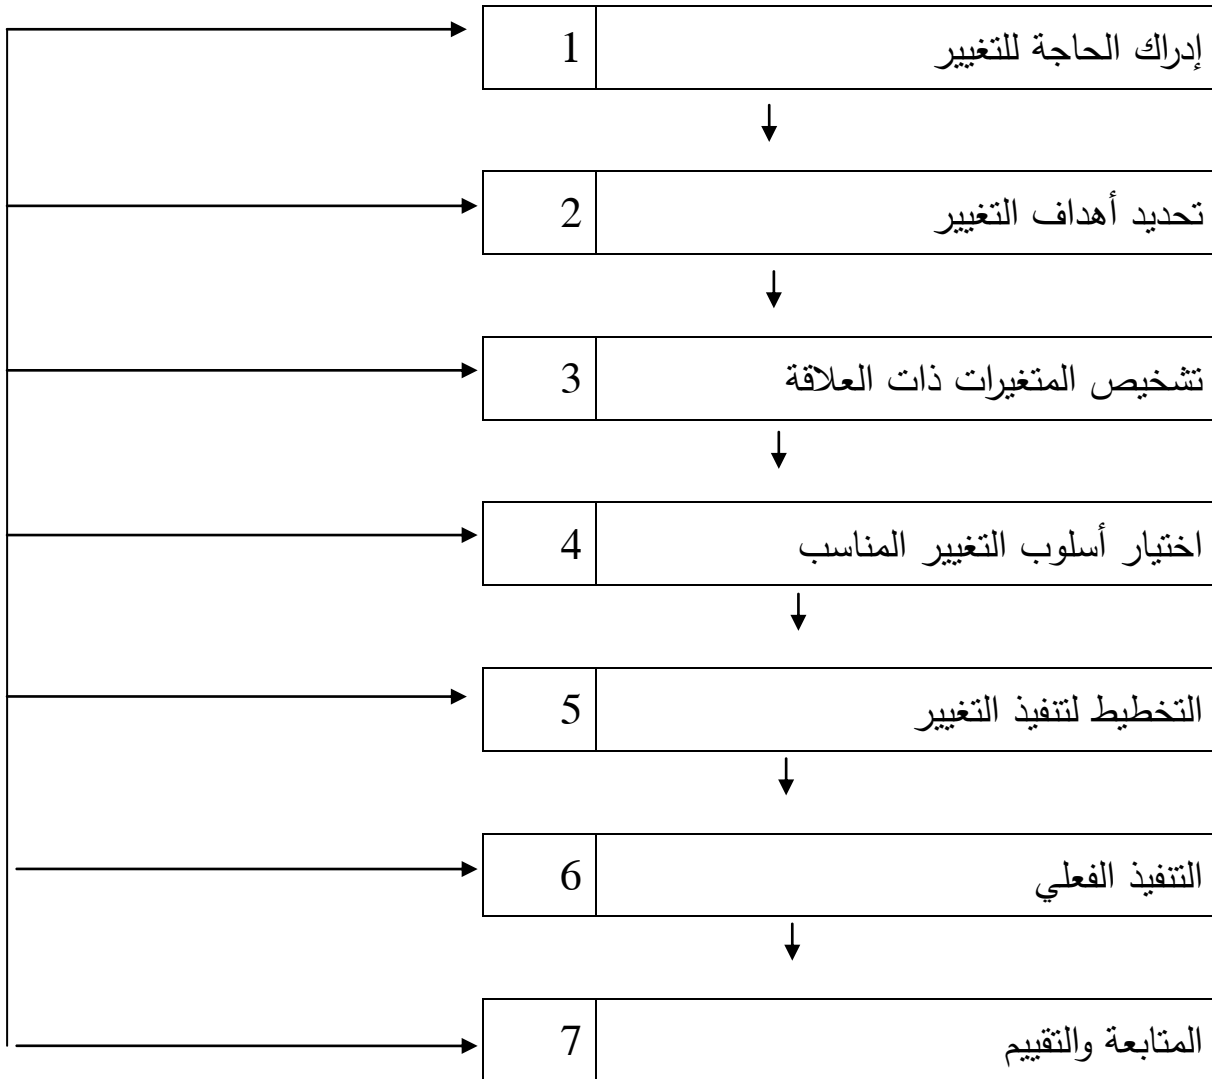 إدراك الحاجة للتغيير 1
تحديد أهداف التغيير 2
تشخيص المتغيرات ذات العلاقة 3
اختيار أسلوب التغيير المناسب 4
التخطيط لتنفيذ التغيير 5
التنفيذ الفعلي 6
المتابعة والتقييم 7